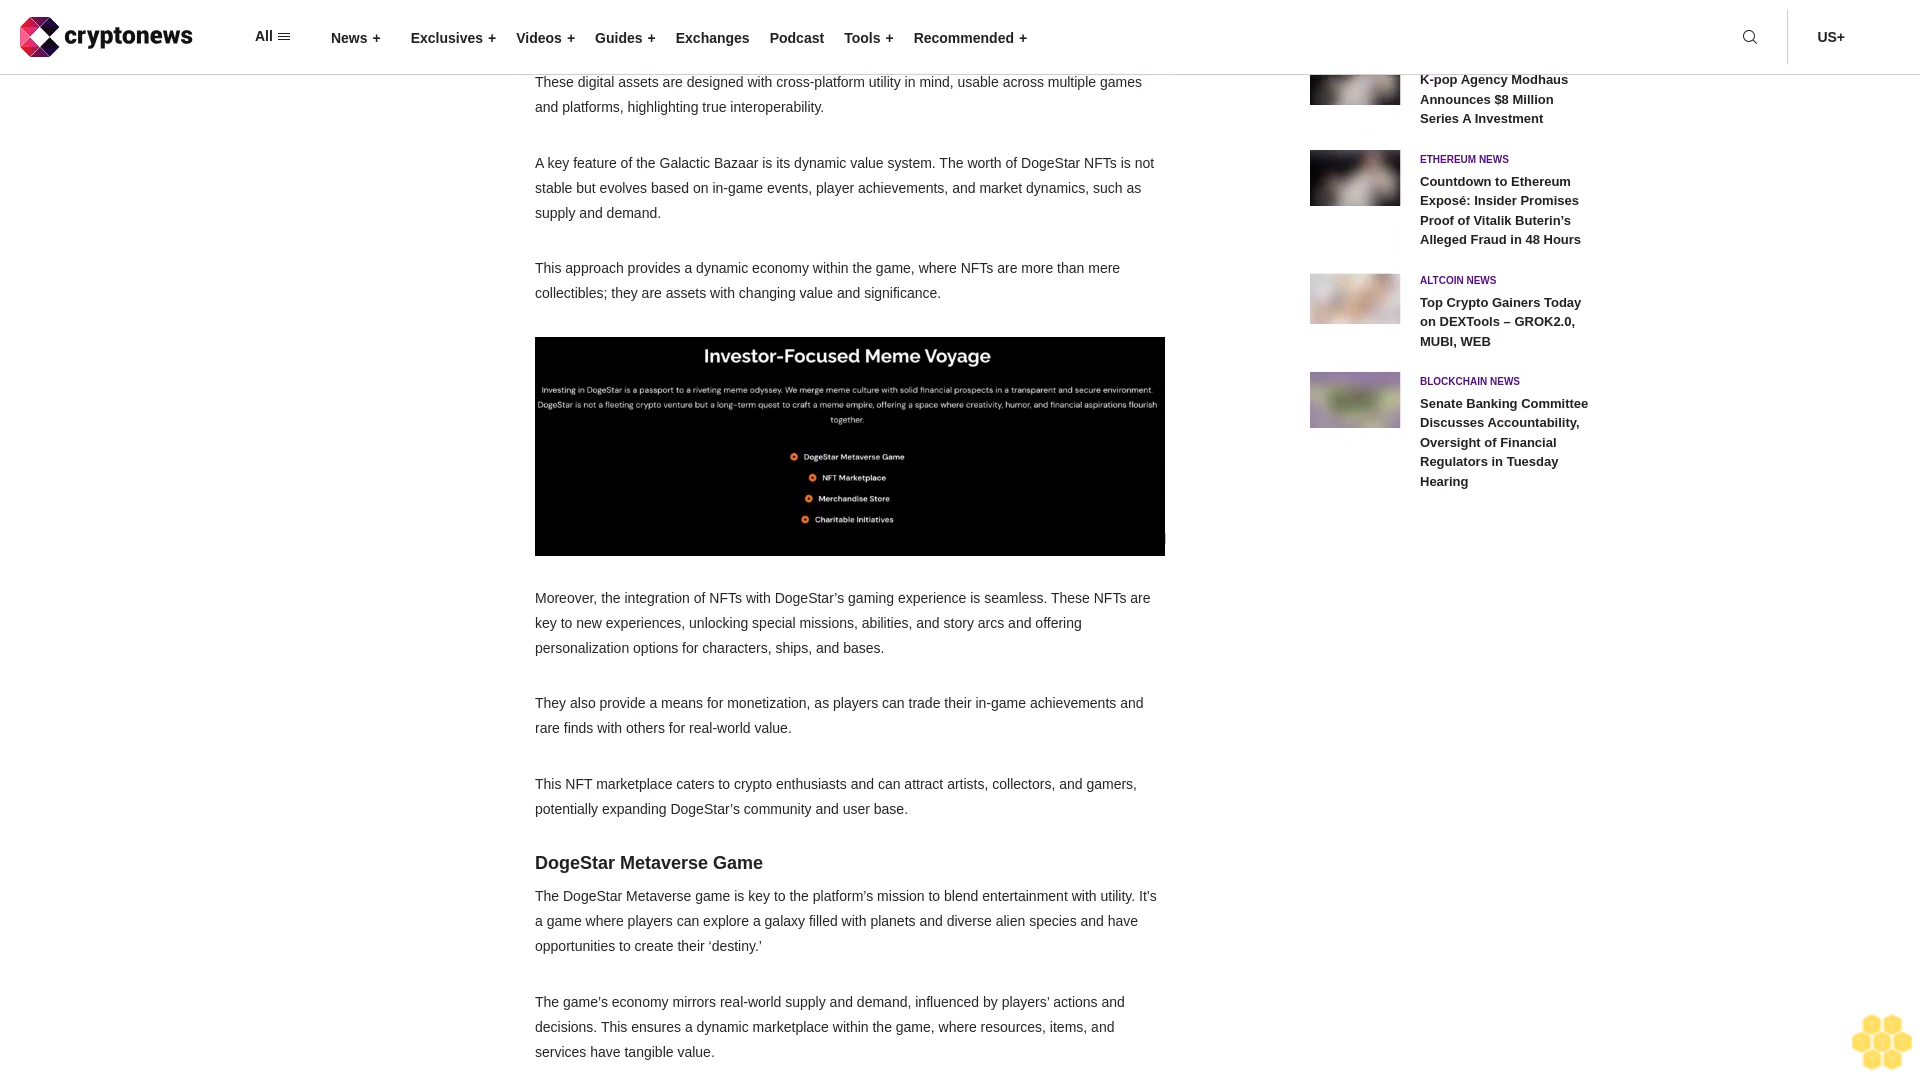 cryptonews
All
News +
Exclusives +
Videos +
Guides +
Exchanges
Podcast
Tools +
Recommended +
US+
These digital assets are designed with cross-platform utility in mind, usable across multiple games
and platforms, highlighting true interoperability.
A key feature of the Galactic Bazaar is its dynamic value system. The worth of DogeStar NFTs is not
stable but evolves based on in-game events, player achievements, and market dynamics, such as
supply and demand.
This approach provides a dynamic economy within the game, where NFTs are more than mere
collectibles; they are assets with changing value and significance.
Investor-Focused Meme Voyage
Investing in DogeStar is a passport to a riveting meme odyssey. We merge meme culture with solid financial prospects in a transparent and secure environment.
DogeStar is not a fleeting crypto venture but a long-term quest to craft a meme empire, offering a space where creativity, humor, and financial aspirations flourish
together.
DogeStar Metaverse Game
NFT Marketplace
Merchandise Store
Charitable Initiatives
Moreover, the integration of NFTs with DogeStar’s gaming experience is seamless. These NFTs are
key to new experiences, unlocking special missions, abilities, and story arcs and offering
personalization options for characters, ships, and bases.
They also provide a means for monetization, as players can trade their in-game achievements and
rare finds with others for real-world value.
This NFT marketplace caters to crypto enthusiasts and can attract artists, collectors, and gamers,
potentially expanding DogeStar’s community and user base.
DogeStar Metaverse Game
The DogeStar Metaverse game is key to the platform’s mission to blend entertainment with utility. It’s
a game where players can explore a galaxy filled with planets and diverse alien species and have
opportunities to create their ‘destiny.’
The game’s economy mirrors real-world supply and demand, influenced by players’ actions and
decisions. This ensures a dynamic marketplace within the game, where resources, items, and
services have tangible value.
K-pop Agency Modhaus
Announces $8 Million
Series A Investment
ETHEREUM NEWS
Countdown to Ethereum
Exposé: Insider Promises
Proof of Vitalik Buterin’s
Alleged Fraud in 48 Hours
ALTCOIN NEWS
Top Crypto Gainers Today
on DEXTools – GROK2.0,
MUBI, WEB
BLOCKCHAIN NEWS
Senate Banking Committee
Discusses Accountability,
Oversight of Financial
Regulators in Tuesday
Hearing